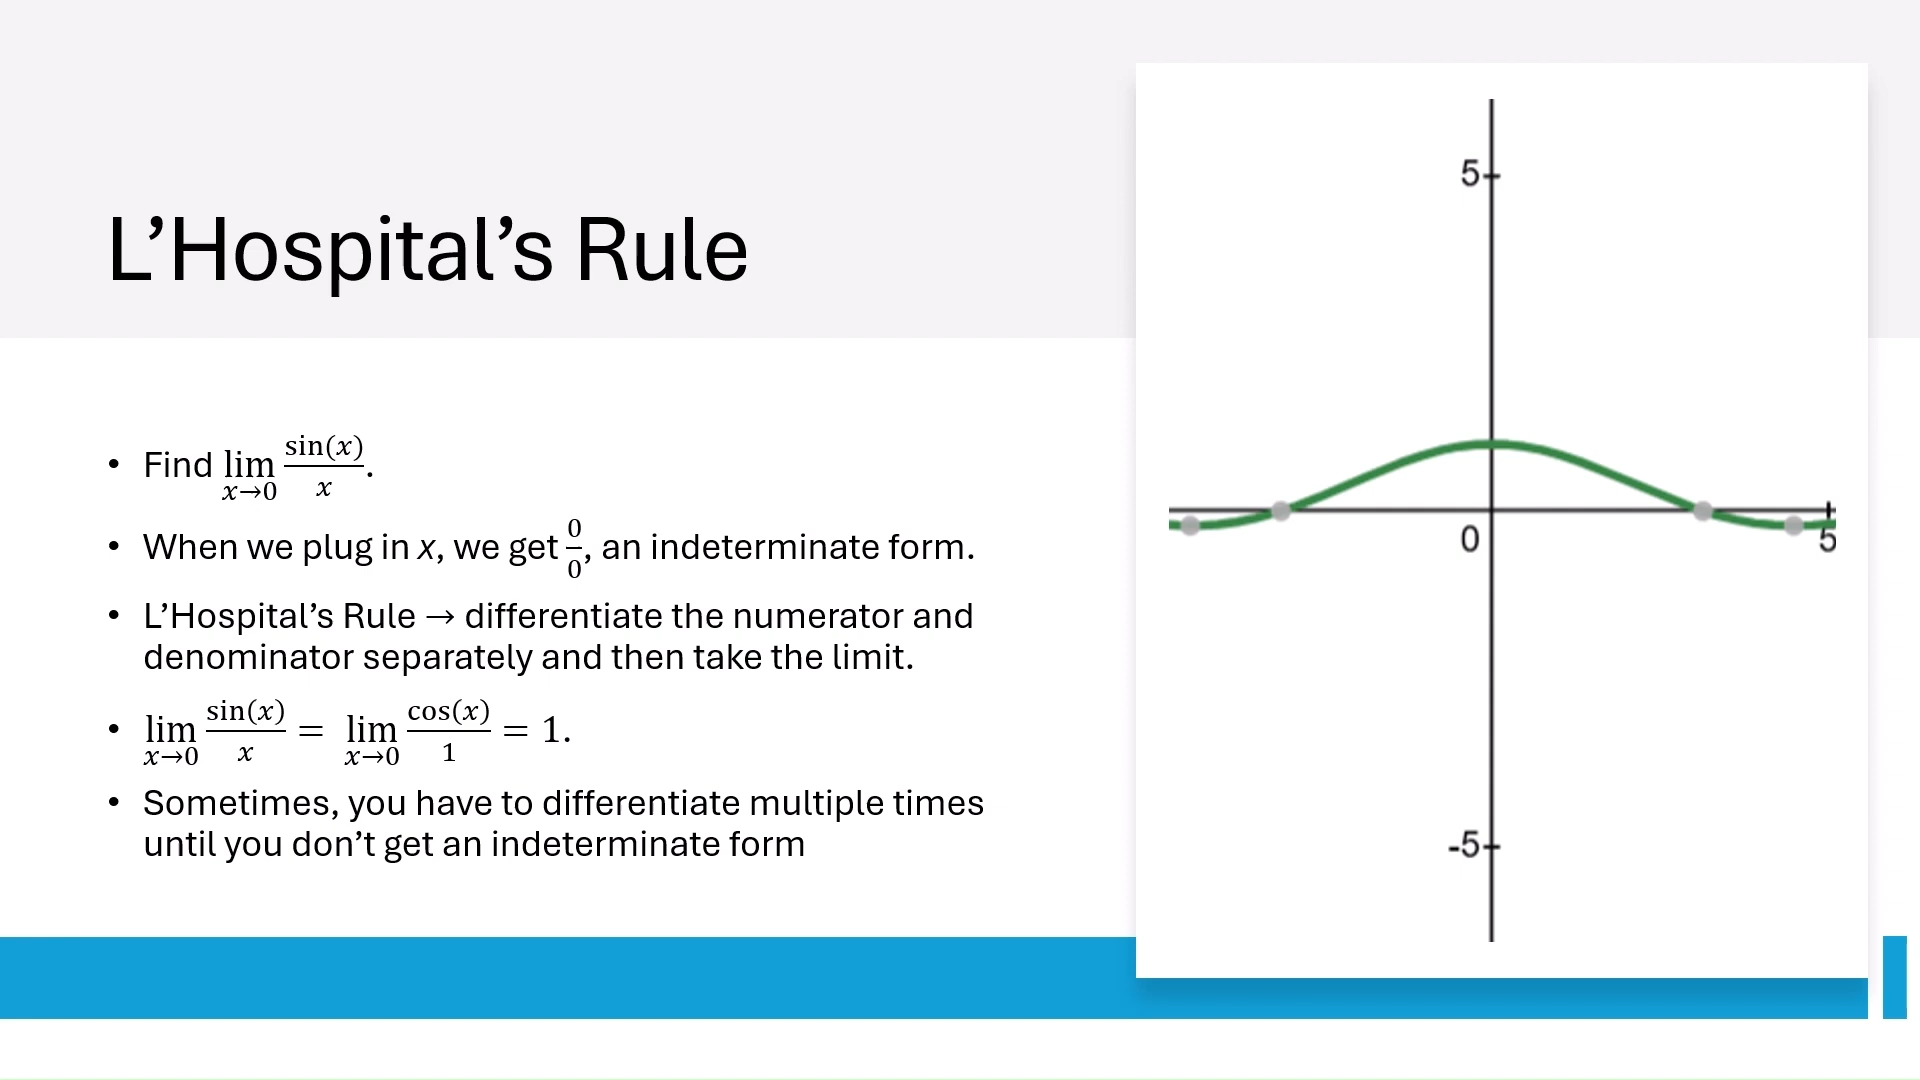 L’Hospital’s Rule
• Find lim x→0 sin(x)/x.
• When we plug in x, we get 0/0, an indeterminate form.
• L’Hospital’s Rule → differentiate the numerator and
denominator separately and then take the limit.
• lim x→0 sin(x)/x = lim x→0 cos(x)/1 = 1.
• Sometimes, you have to differentiate multiple times
until you don’t get an indeterminate form
5
0
5
-5